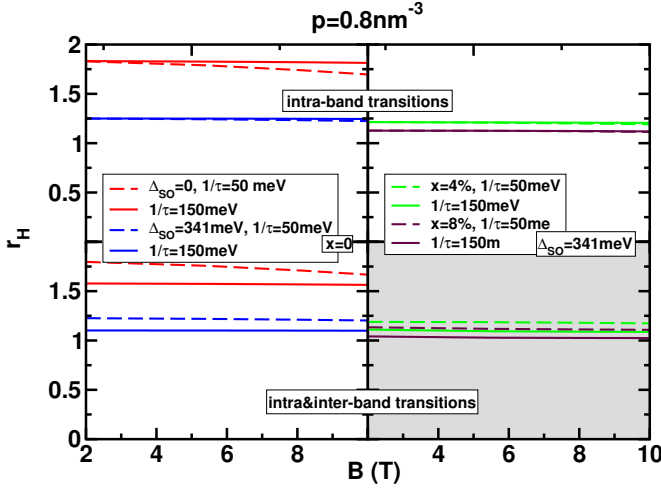 p=0.8nm⁻³
2
1.5
1
0.5
2
1.5
1
0.5
0
r_H
intra-band transitions
Δ_SO=0, 1/τ=50 meV
1/τ=150meV
Δ_SO=341meV, 1/τ=50meV
1/τ=150meV
x=0
x=4%, 1/τ=50meV
1/τ=150meV
x=8%, 1/τ=50me
1/τ=150m
Δ_SO=341meV
intra&inter-band transitions
2 4 6 8 2 4 6 8 10
B (T)